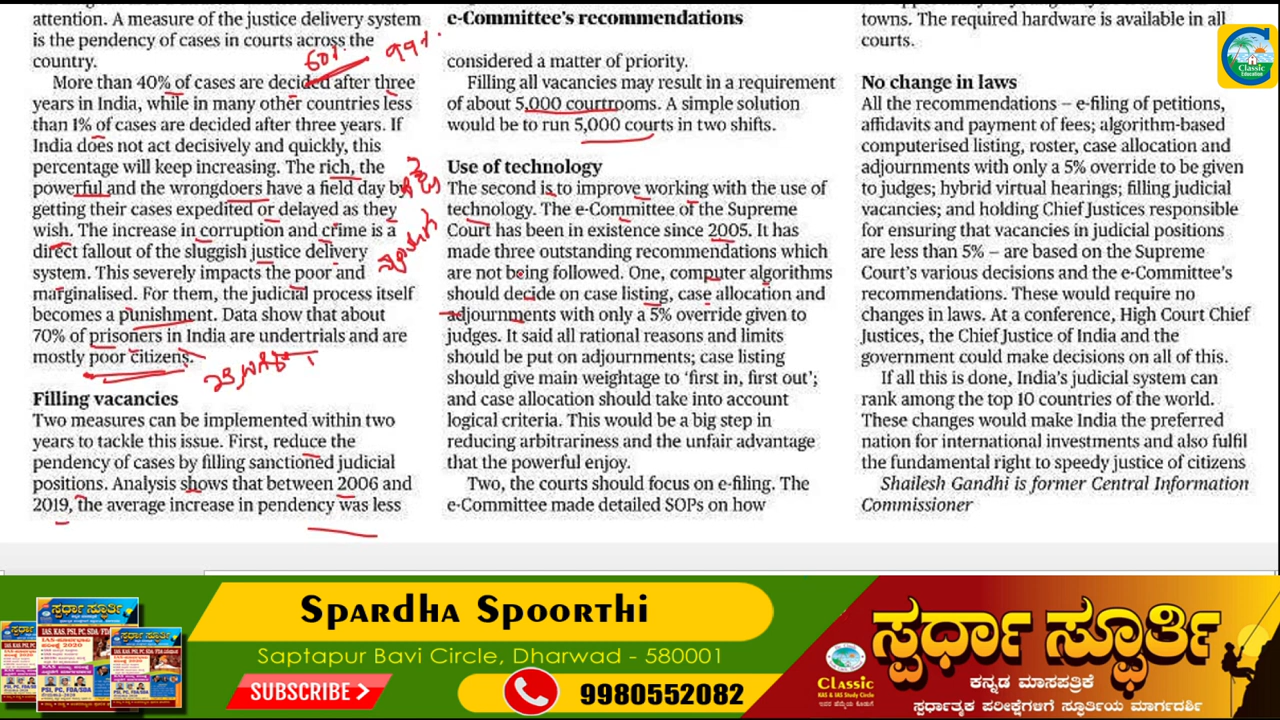 attention. A measure of the justice delivery system
is the pendency of cases in courts across the
country.
More than 40% of cases are decided after three
years in India, while in many other countries less
than 1% of cases are decided after three years. If
India does not act decisively and quickly, this
percentage will keep increasing. The rich, the
powerful and the wrongdoers have a field day by
getting their cases expedited or delayed as they
wish. The increase in corruption and crime is a
direct fallout of the sluggish justice delivery
system. This severely impacts the poor and
marginalised. For them, the judicial process itself
becomes a punishment. Data show that about
70% of prisoners in India are undertrials and are
mostly poor citizens.
60%
99%
Filling vacancies
Two measures can be implemented within two
years to tackle this issue. First, reduce the
pendency of cases by filling sanctioned judicial
positions. Analysis shows that between 2006 and
2019, the average increase in pendency was less
e-Committee's recommendations
considered a matter of priority.
Filling all vacancies may result in a requirement
of about 5,000 courtrooms. A simple solution
would be to run 5,000 courts in two shifts.
Use of technology
The second is to improve working with the use of
technology. The e-Committee of the Supreme
Court has been in existence since 2005. It has
made three outstanding recommendations which
are not being followed. One, computer algorithms
should decide on case listing, case allocation and
adjournments with only a 5% override given to
judges. It said all rational reasons and limits
should be put on adjournments; case listing
should give main weightage to ‘first in, first out’;
and case allocation should take into account
logical criteria. This would be a big step in
reducing arbitrariness and the unfair advantage
that the powerful enjoy.
Two, the courts should focus on e-filing. The
e-Committee made detailed SOPs on how
towns. The required hardware is available in all
courts.
No change in laws
All the recommendations – e-filing of petitions,
affidavits and payment of fees; algorithm-based
computerised listing, roster, case allocation and
adjournments with only a 5% override to be given
to judges; hybrid virtual hearings; filling judicial
vacancies; and holding Chief Justices responsible
for ensuring that vacancies in judicial positions
are less than 5% – are based on the Supreme
Court's various decisions and the e-Committee's
recommendations. These would require no
changes in laws. At a conference, High Court Chief
Justices, the Chief Justice of India and the
government could make decisions on all of this.
If all this is done, India's judicial system can
rank among the top 10 countries of the world.
These changes would make India the preferred
nation for international investments and also fulfil
the fundamental right to speedy justice of citizens
Shailesh Gandhi is former Central Information
Commissioner
Classic
Education
Spardha Spoorthi
Saptapur Bavi Circle, Dharwad - 580001
SUBSCRIBE
9980552082
ಸ್ಪರ್ಧಾ ಸ್ಫೂರ್ತಿ
ಕನ್ನಡ ಮಾಸಪತ್ರಿಕೆ
ಸ್ಪರ್ಧಾತ್ಮಕ ಪರೀಕ್ಷೆಗಳಿಗೆ ಸ್ಫೂರ್ತಿಯ ಮಾರ್ಗದರ್ಶಿ
Classic
KAS & IAS Study Circle